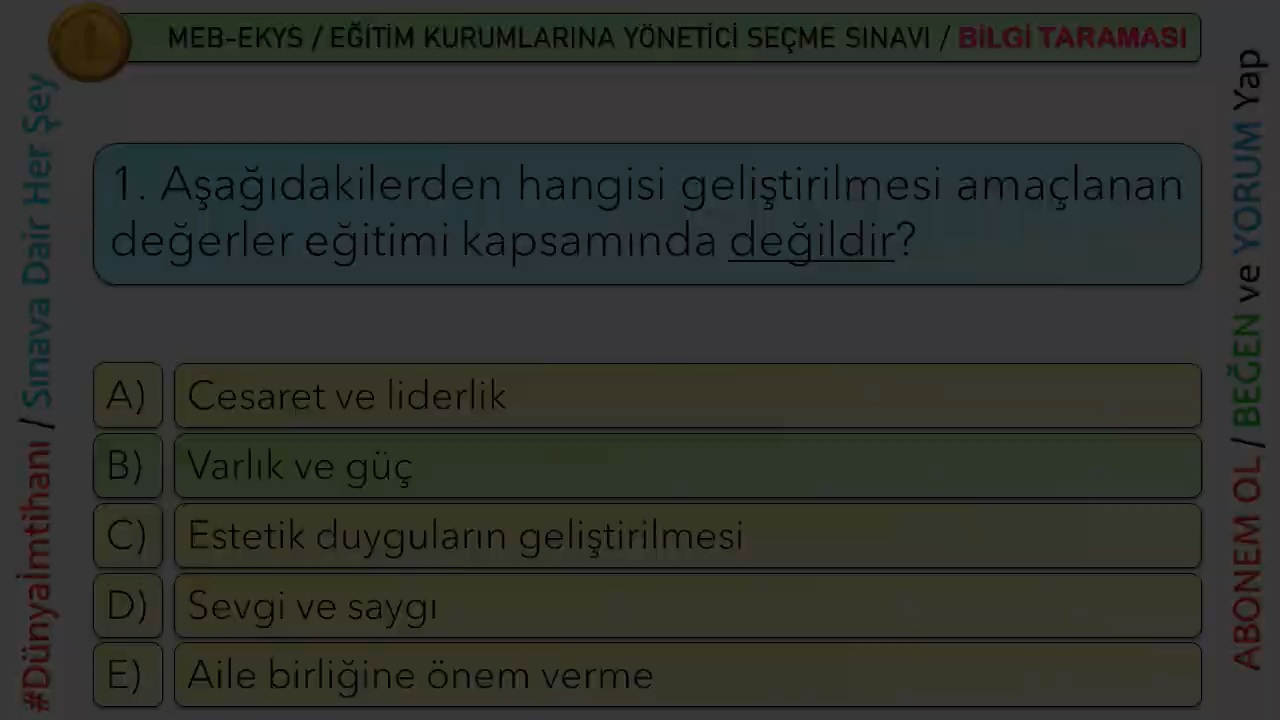 MEB-EKYS / EĞİTİM KURUMLARINA YÖNETİCİ SEÇME SINAVI / BİLGİ TARAMASI
#Dünyaimtihanı / Sınava Dair Her Şey
1. Aşağıdakilerden hangisi geliştirilmesi amaçlanan
değerler eğitimi kapsamında değildir?
A) Cesaret ve liderlik
B) Varlık ve güç
C) Estetik duyguların geliştirilmesi
D) Sevgi ve saygı
E) Aile birliğine önem verme
ABONEM OL / BEĞEN ve YORUM Yap